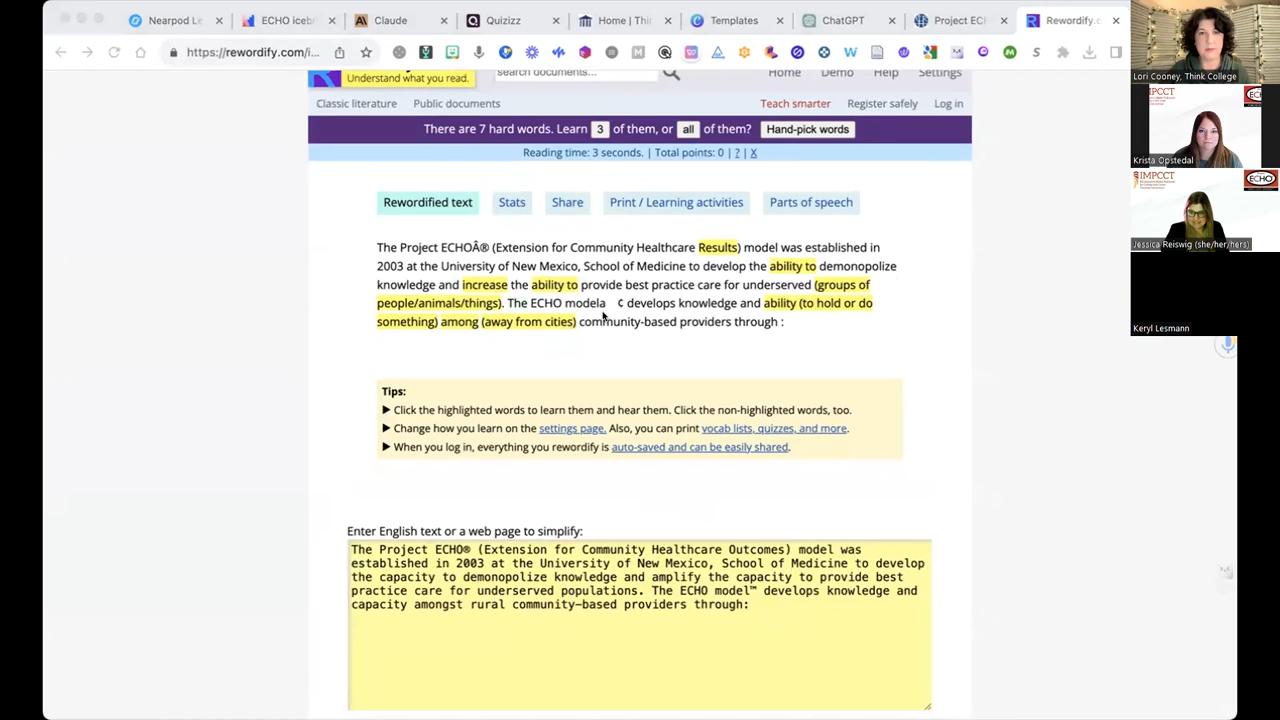 Nearpod Le
ECHO iceb
Claude
Quizizz
Home | Thi
Templates
ChatGPT
Project ECH
Rewordify.c
https://rewordify.com/i...
Understand what you read.
search documents...
Home
Demo
Help
Settings
Classic literature
Public documents
Teach smarter
Register safely
Log in
There are 7 hard words. Learn 3 of them, or all of them? Hand-pick words
Reading time: 3 seconds. | Total points: 0 | ? | X
Rewordified text
Stats
Share
Print / Learning activities
Parts of speech
The Project ECHOÂ® (Extension for Community Healthcare Results) model was established in
2003 at the University of New Mexico, School of Medicine to develop the ability to demonopolize
knowledge and increase the ability to provide best practice care for underserved (groups of
people/animals/things). The ECHO modela ¢ develops knowledge and ability (to hold or do
something) among (away from cities) community-based providers through :
Tips:
► Click the highlighted words to learn them and hear them. Click the non-highlighted words, too.
► Change how you learn on the settings page. Also, you can print vocab lists, quizzes, and more.
► When you log in, everything you rewordify is auto-saved and can be easily shared.
Enter English text or a web page to simplify:
The Project ECHO® (Extension for Community Healthcare Outcomes) model was
established in 2003 at the University of New Mexico, School of Medicine to develop
the capacity to demonopolize knowledge and amplify the capacity to provide best
practice care for underserved populations. The ECHO model™ develops knowledge and
capacity amongst rural community-based providers through:
Lori Cooney, Think College
IMPCCT
Krista Opstedal
IMPCCT
ECHO
Jessica Reiswig (she/her/hers)
Keryl Lesmann